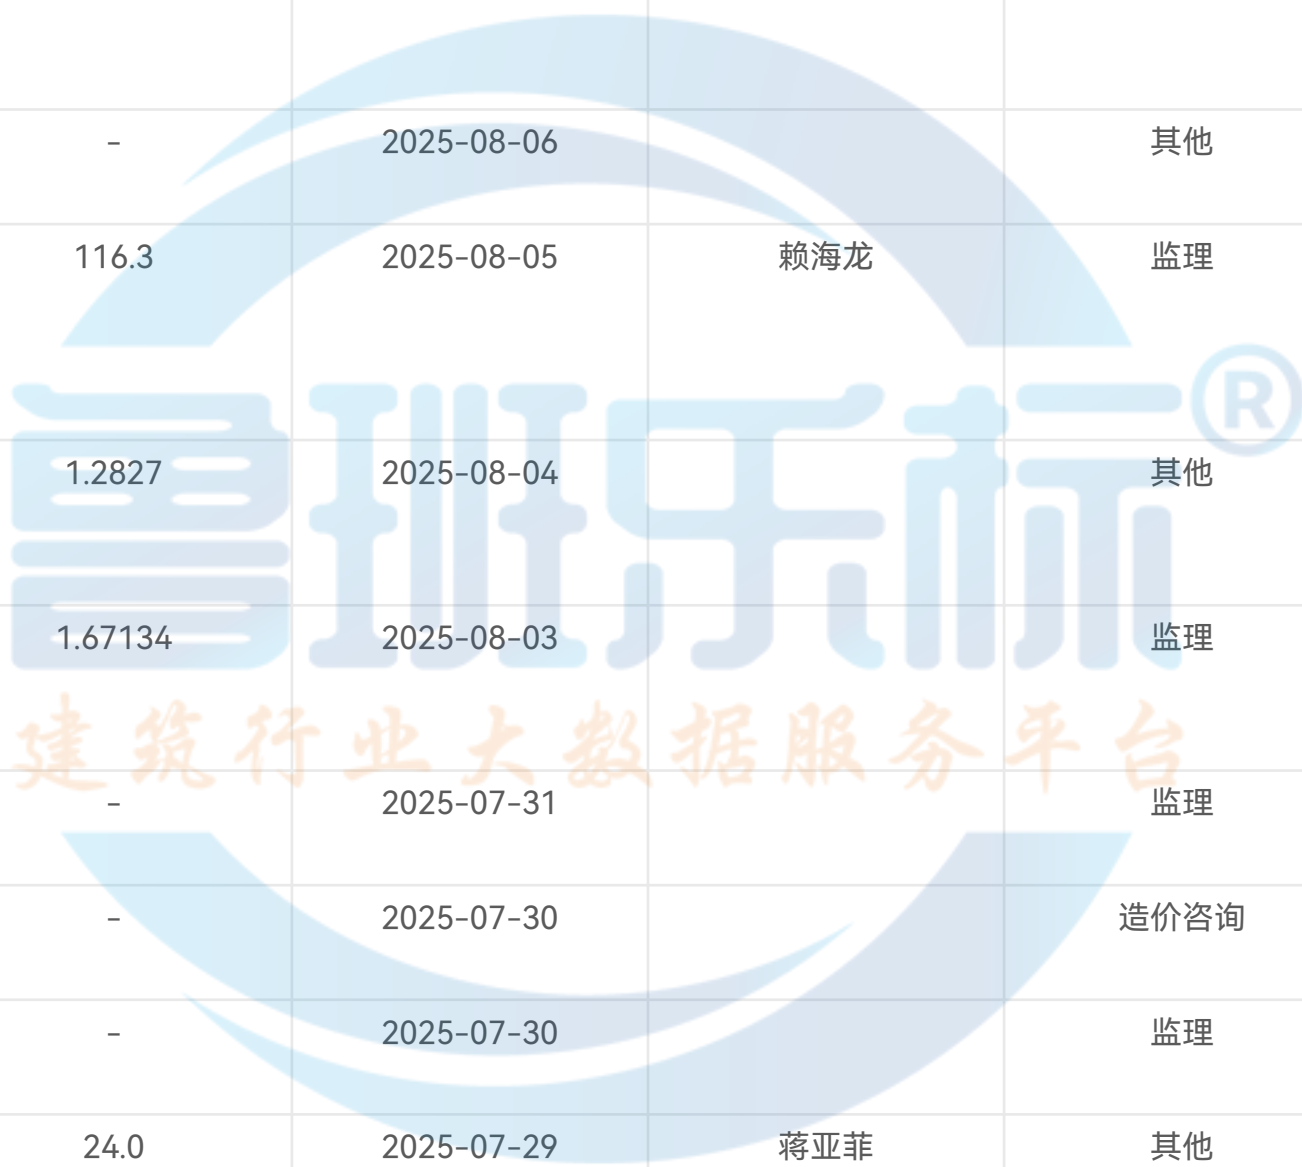 - 2025-08-06 其他
116.3 2025-08-05 赖海龙 监理
鲁班乐标®
1.2827 2025-08-04 其他
1.67134 2025-08-03 监理
建筑行业大数据服务平台
- 2025-07-31 监理
- 2025-07-30 造价咨询
- 2025-07-30 监理
24.0 2025-07-29 蒋亚菲 其他